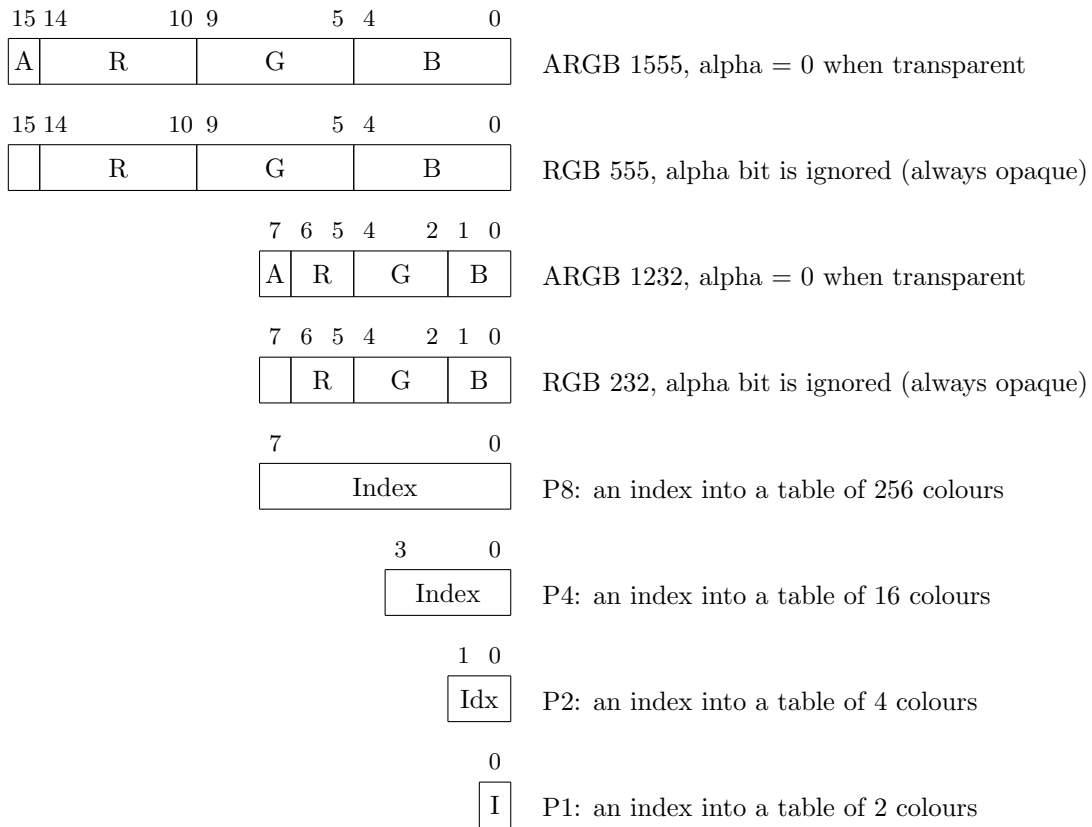 15 14 10 9 5 4 0
A R G B ARGB 1555, alpha = 0 when transparent
15 14 10 9 5 4 0
R G B RGB 555, alpha bit is ignored (always opaque)
7 6 5 4 2 1 0
A R G B ARGB 1232, alpha = 0 when transparent
7 6 5 4 2 1 0
R G B RGB 232, alpha bit is ignored (always opaque)
7 0
Index P8: an index into a table of 256 colours
3 0
Index P4: an index into a table of 16 colours
1 0
Idx P2: an index into a table of 4 colours
0
I P1: an index into a table of 2 colours